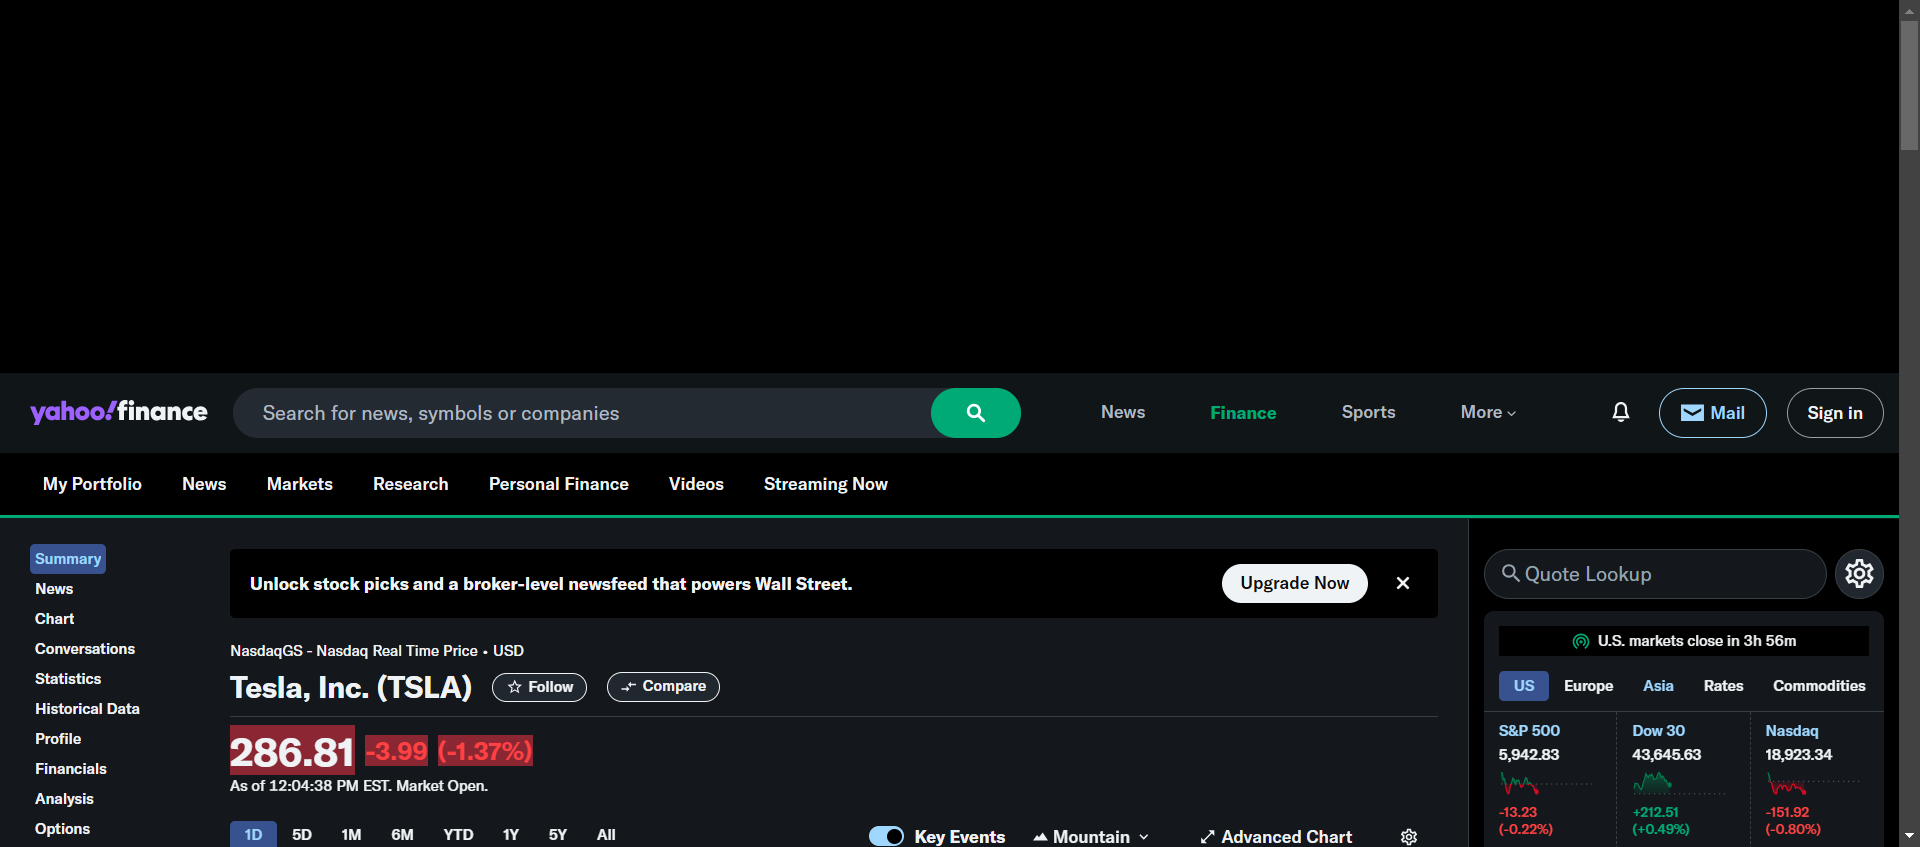 yahoo!finance Search for news, symbols or companies News Finance Sports More Mail Sign in
My Portfolio News Markets Research Personal Finance Videos Streaming Now
Summary
News
Chart
Conversations
Statistics
Historical Data
Profile
Financials
Analysis
Options
Unlock stock picks and a broker-level newsfeed that powers Wall Street. Upgrade Now
NasdaqGS - Nasdaq Real Time Price • USD
Tesla, Inc. (TSLA) Follow Compare
286.81 -3.99 (-1.37%)
As of 12:04:38 PM EST. Market Open.
1D 5D 1M 6M YTD 1Y 5Y All Key Events Mountain Advanced Chart
Quote Lookup
U.S. markets close in 3h 56m
US Europe Asia Rates Commodities
S&P 500 Dow 30 Nasdaq
5,942.83 43,645.63 18,923.34
-13.23 +212.51 -151.92
(-0.22%) (+0.49%) (-0.80%)